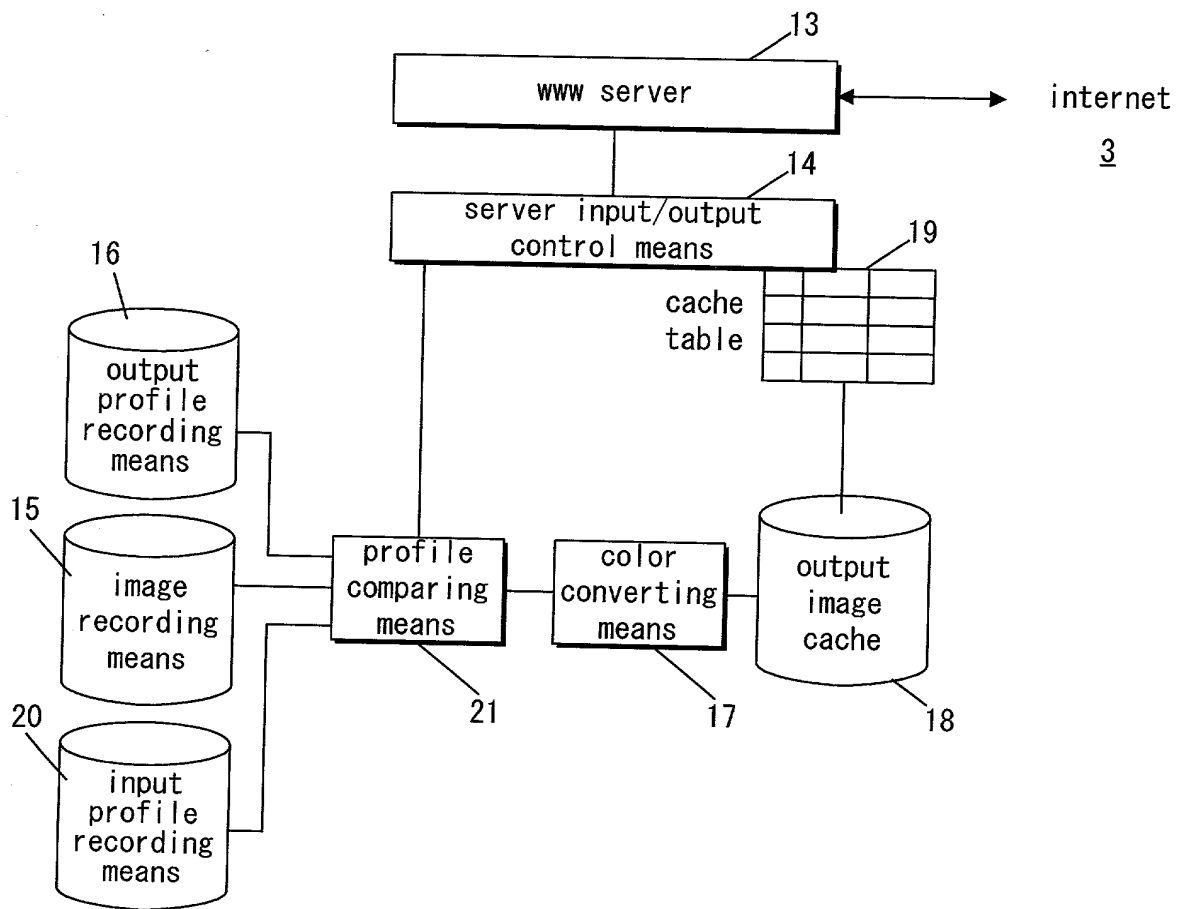 13
www server
internet
3
14
server input/output
control means
19
cache
table
16
output
profile
recording
means
15
image
recording
means
profile
comparing
means
21
color
converting
means
17
output
image
cache
18
20
input
profile
recording
means